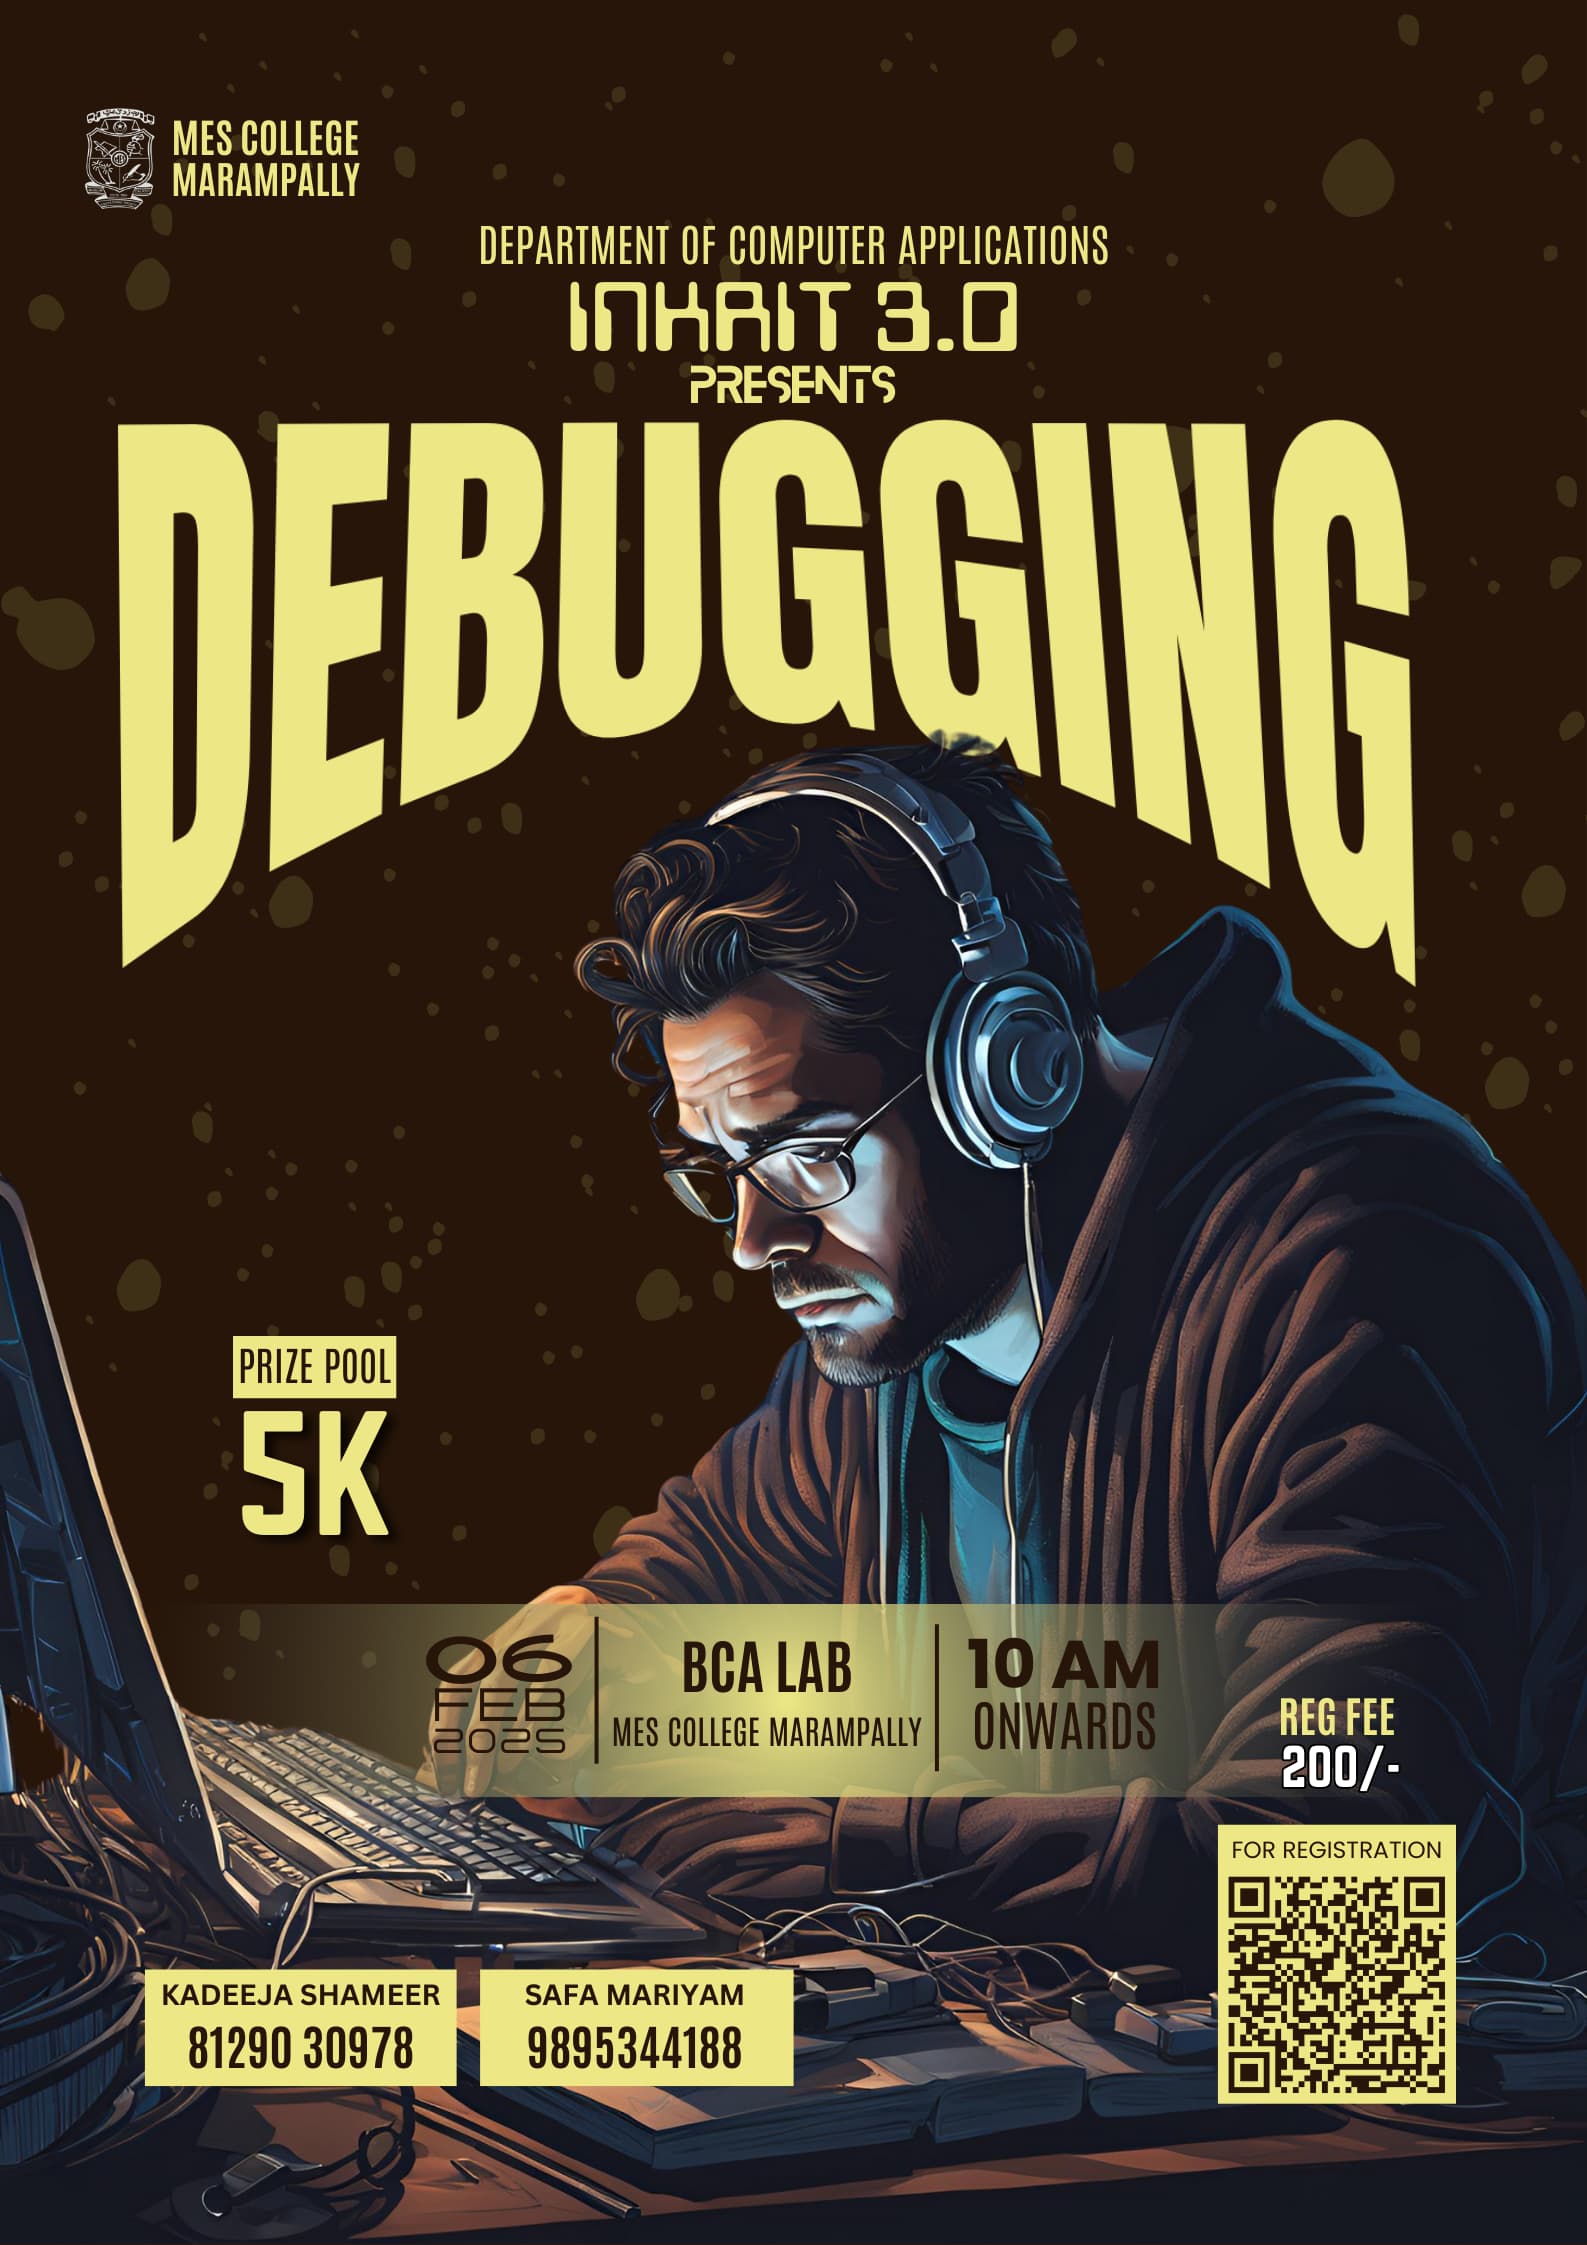 MES COLLEGE
MARAMPALLY
DEPARTMENT OF COMPUTER APPLICATIONS
INKRIT 3.0
PRESENTS
DEBUGGING
PRIZE POOL
5K
06
FEB
2025
BCA LAB
MES COLLEGE MARAMPALLY
10 AM
ONWARDS
REG FEE
200/-
FOR REGISTRATION
KADEEJA SHAMEER
81290 30978
SAFA MARIYAM
9895344188